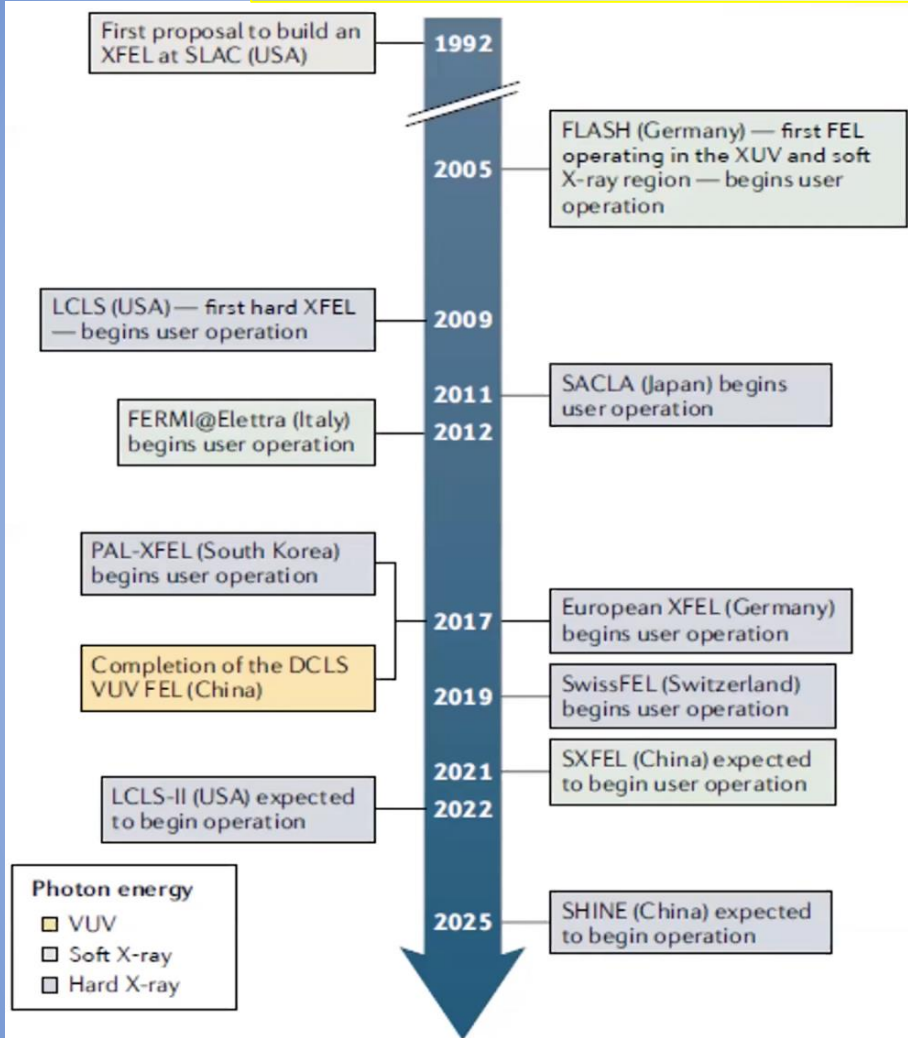 First proposal to build an
XFEL at SLAC (USA)
1992
FLASH (Germany) — first FEL
operating in the XUV and soft
X-ray region — begins user
operation
2005
LCLS (USA) — first hard XFEL
— begins user operation
2009
2011
SACLA (Japan) begins
user operation
FERMI@Elettra (Italy)
begins user operation
2012
PAL-XFEL (South Korea)
begins user operation
2017
European XFEL (Germany)
begins user operation
Completion of the DCLS
VUV FEL (China)
2019
SwissFEL (Switzerland)
begins user operation
2021
SXFEL (China) expected
to begin user operation
LCLS-II (USA) expected
to begin operation
2022
2025
SHINE (China) expected
to begin operation
Photon energy
VUV
Soft X-ray
Hard X-ray